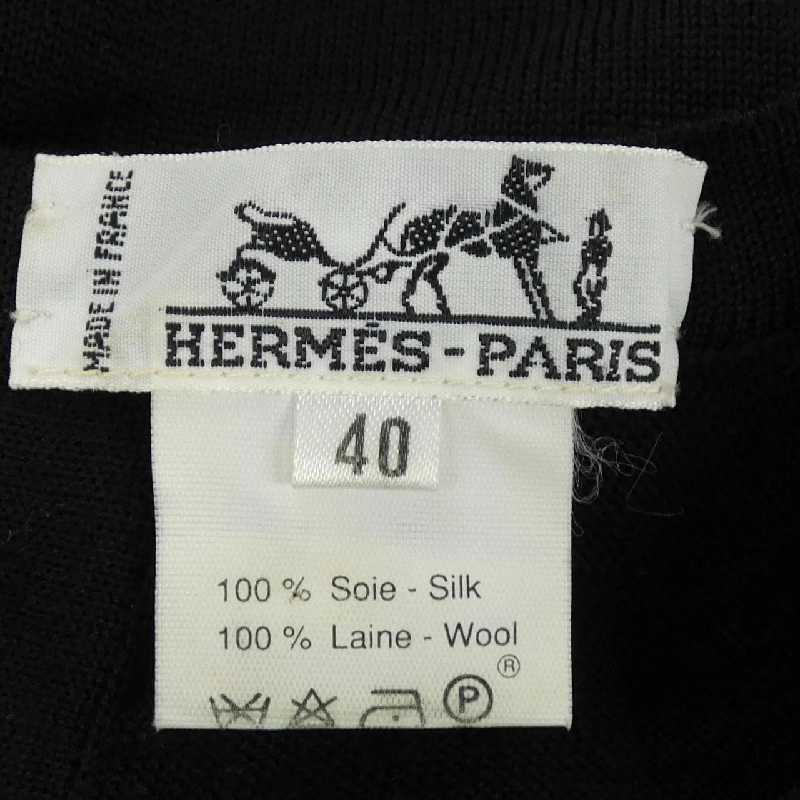 MADE IN FRANCE
HERMÈS-PARIS
40
100 % Soie - Silk
100 % Laine - Wool
®
P